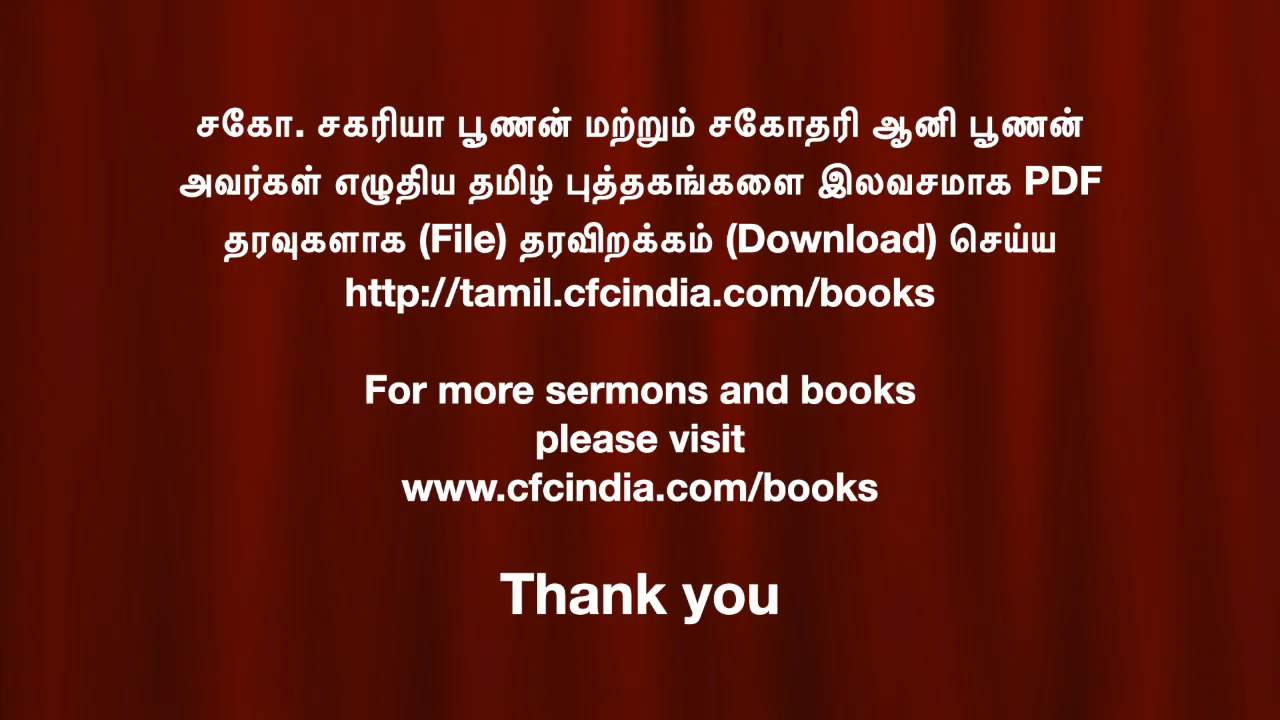 சகோ. சகரியா பூணன் மற்றும் சகோதரி ஆனி பூணன்
அவர்கள் எழுதிய தமிழ் புத்தகங்களை இலவசமாக PDF
தரவுகளாக (File) தரவிறக்கம் (Download) செய்ய
http://tamil.cfcindia.com/books
For more sermons and books
please visit
www.cfcindia.com/books
Thank you